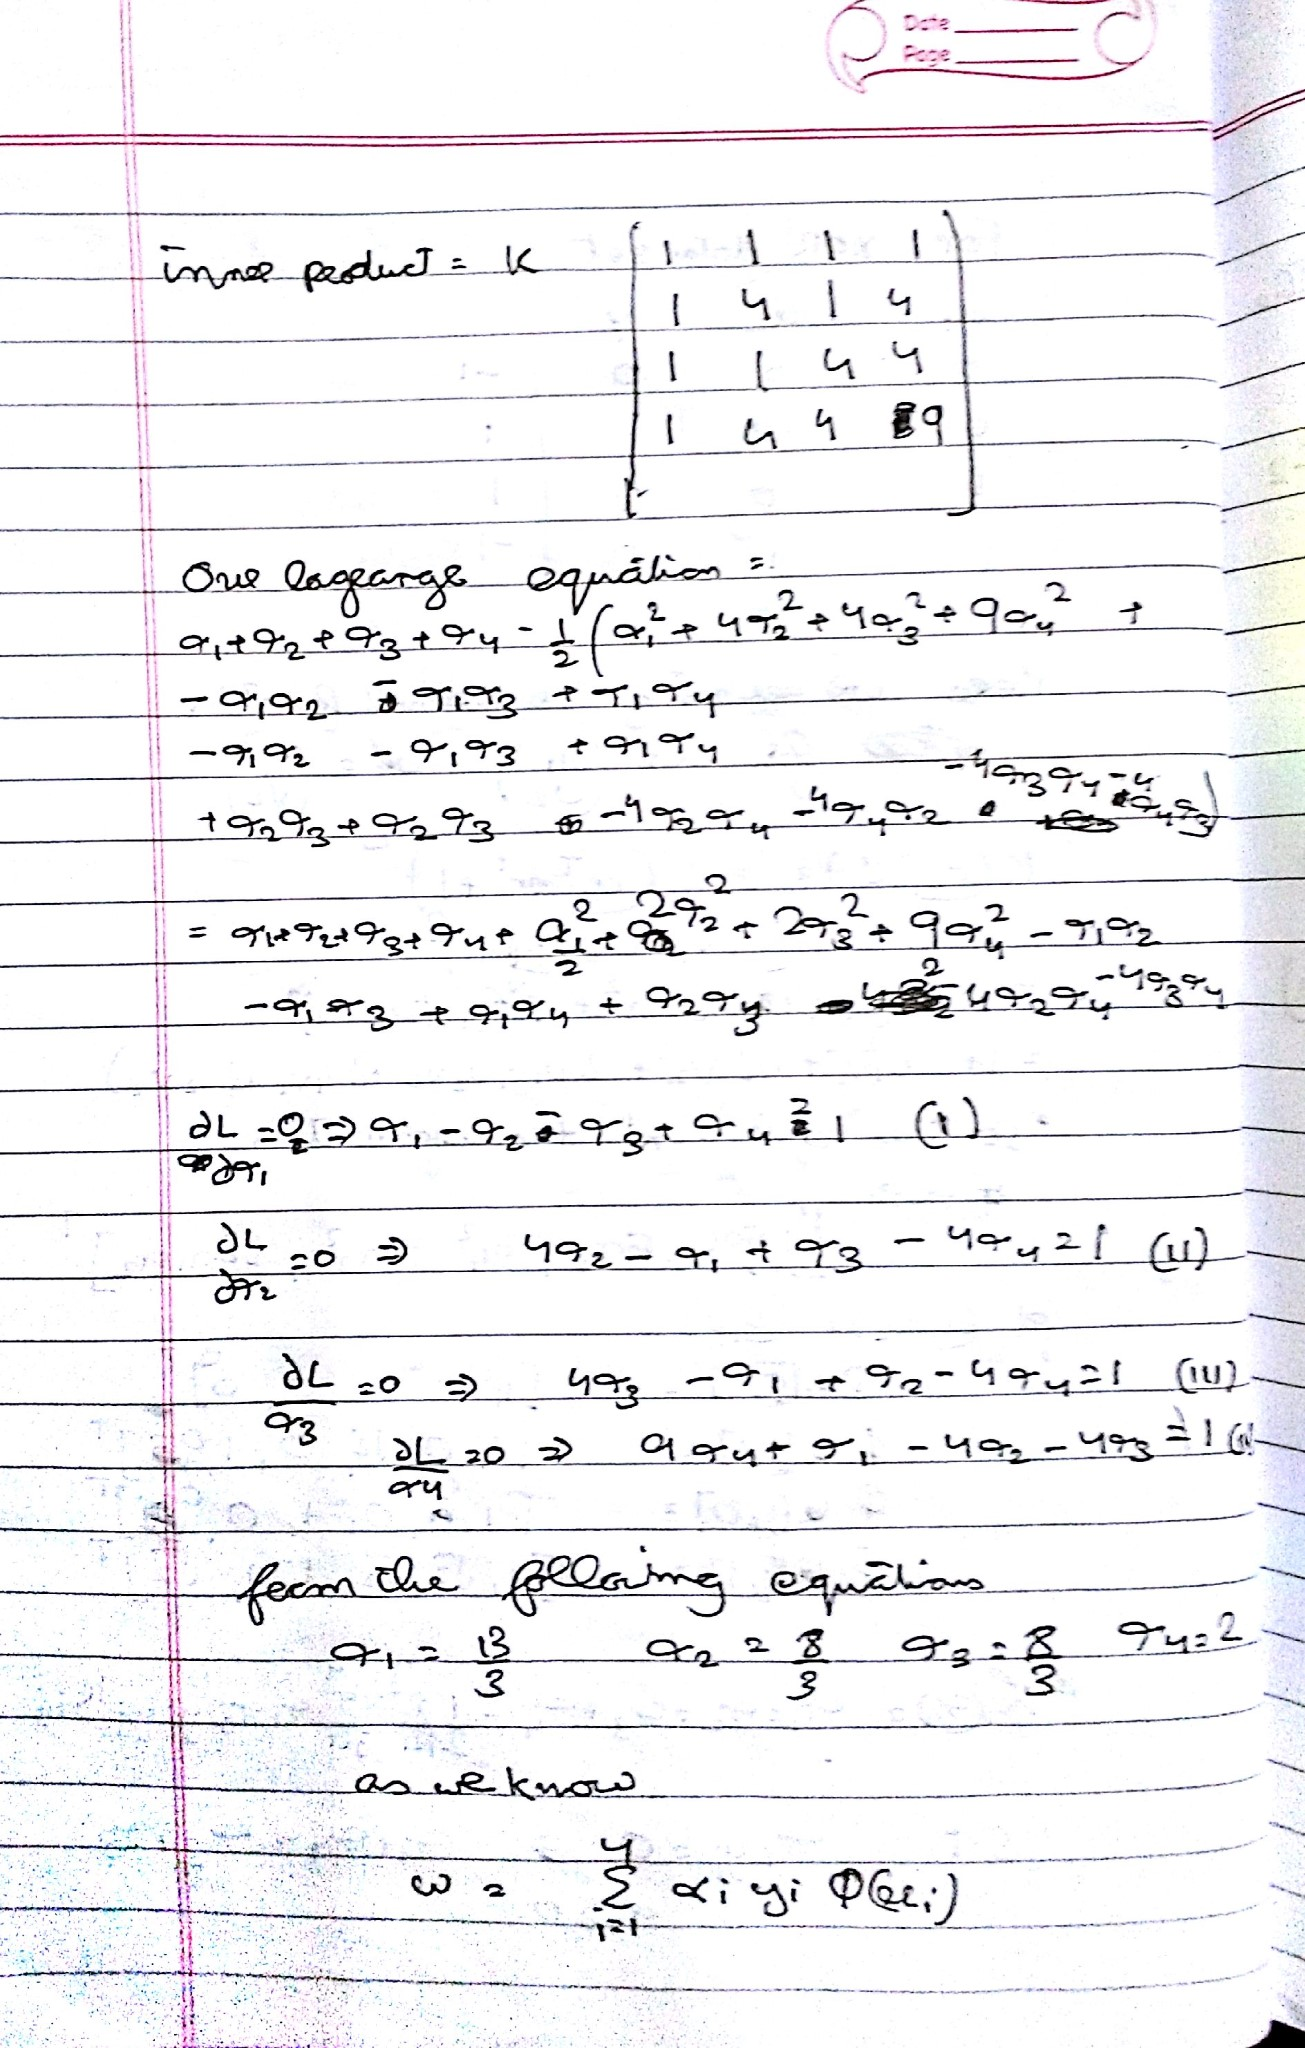 Date
Page
inner product = K [ 1 1 1 1
1 4 1 4
1 1 4 4
1 4 4 9 ]
Our lagrange equation =
α₁+α₂+α₃+α₄ - 1/2 (α₁² + 4α₂² + 4α₃² + 9α₄² +
-α₁α₂ - α₁α₃ + α₁α₄
-α₁α₂ - α₁α₃ + α₁α₄
+α₂α₃ + α₂α₃ -4α₂α₄ -4α₄α₂ -4α₃α₄ -4α₄α₃)
= α₁+α₂+α₃+α₄+ α₁²/2 + 2α₂² + 2α₃² + 9α₄² - α₁α₂
-α₁α₃ + α₁α₄ + α₂α₃ - 4α₂α₄ -4α₃α₄
∂L/∂α₁ = 0 ⇒ α₁ - α₂ - α₃ + α₄ = 1 (I)
∂L/∂α₂ = 0 ⇒ 4α₂ - α₁ + α₃ - 4α₄ = 1 (II)
∂L/α₃ = 0 ⇒ 4α₃ - α₁ + α₂ - 4α₄ = 1 (III)
∂L/α₄ = 0 ⇒ 9α₄ + α₁ - 4α₂ - 4α₃ = 1
from the following equations
α₁ = 13/3 α₂ = 8/3 α₃ = 8/3 α₄ = 2
as we know
w = 4 Σ i=1 αi yi Φ(xi)